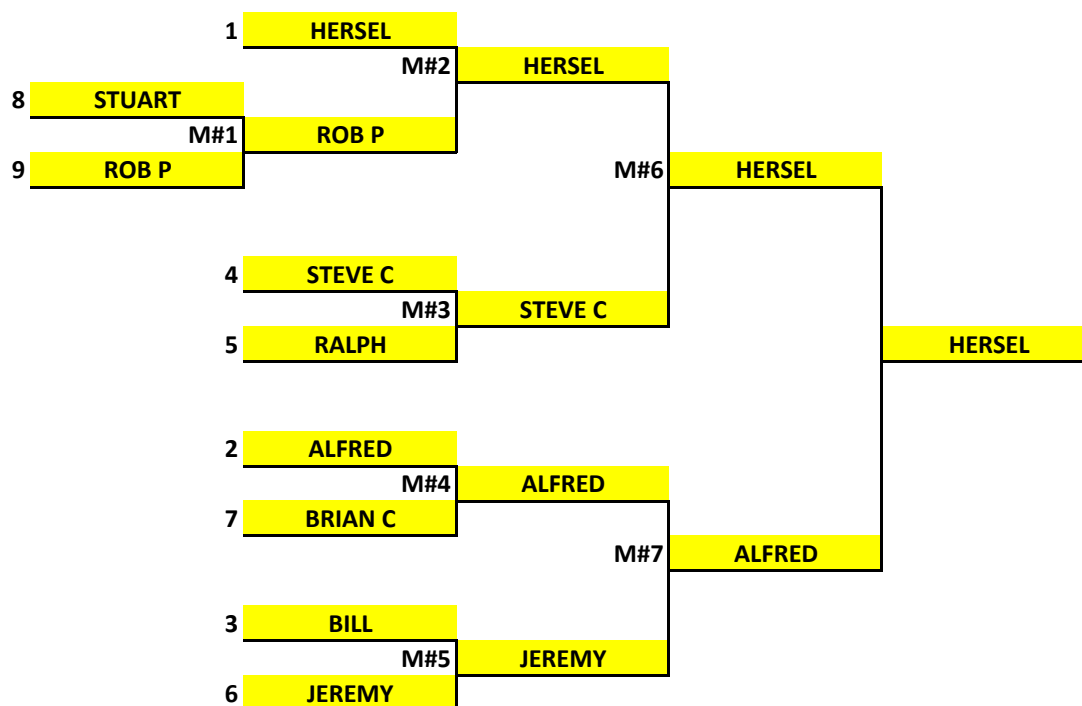 1 HERSEL
M#2 HERSEL
8 STUART
M#1 ROB P
9 ROB P
M#6 HERSEL
4 STEVE C
M#3 STEVE C
5 RALPH
HERSEL
2 ALFRED
M#4 ALFRED
7 BRIAN C
M#7 ALFRED
3 BILL
M#5 JEREMY
6 JEREMY